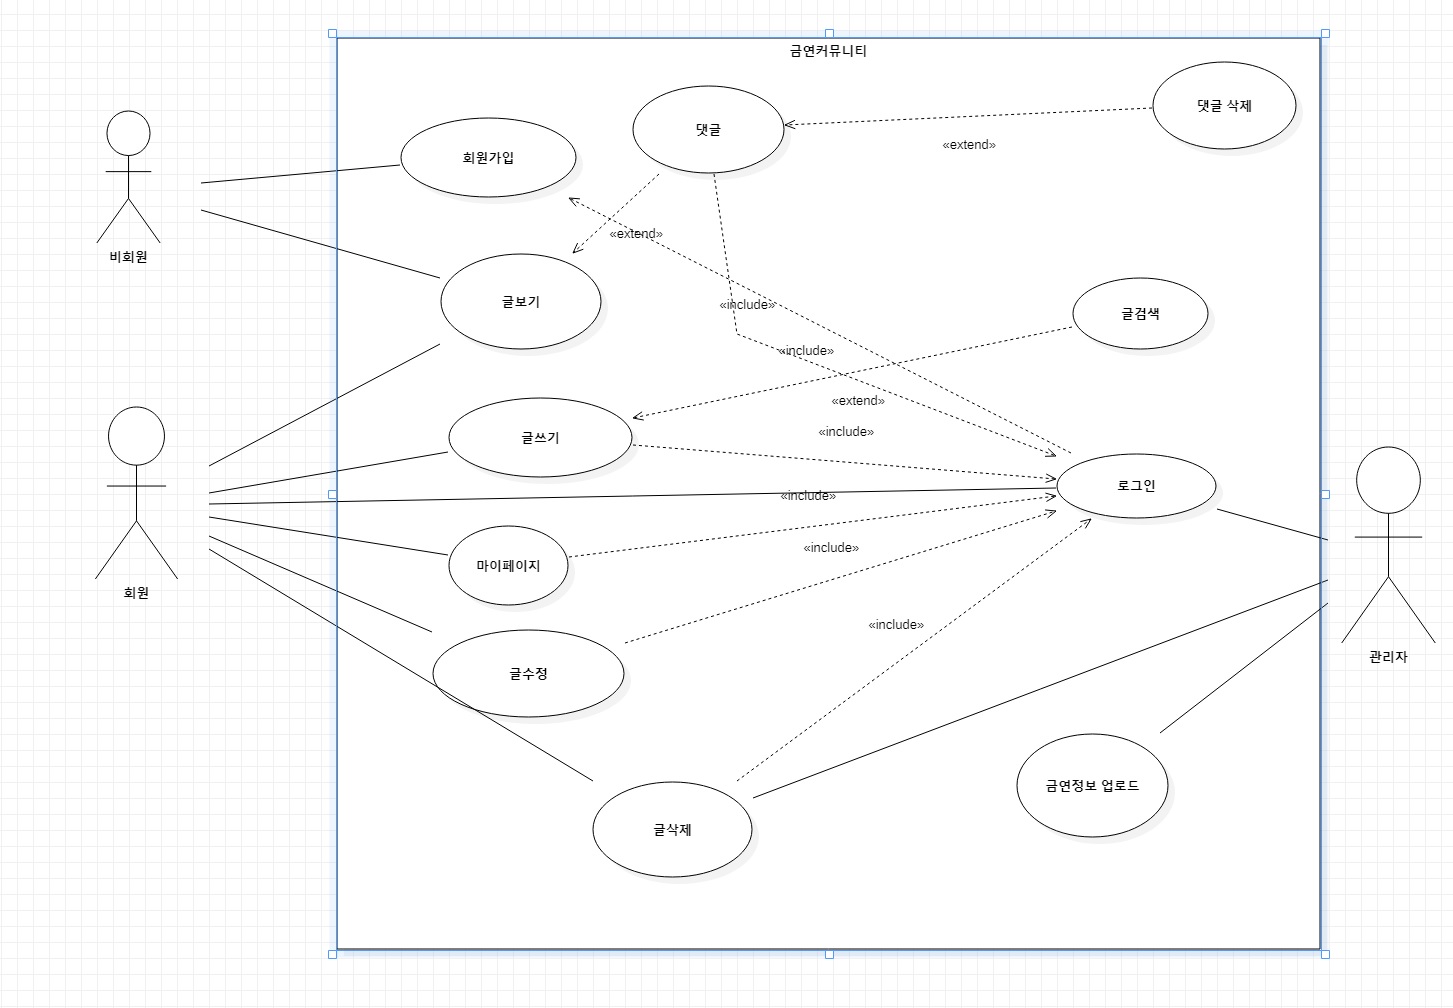 금연커뮤니티
댓글 삭제
댓글
«extend»
회원가입
«extend»
비회원
글보기
«include»
글검색
«include»
«extend»
글쓰기
«include»
로그인
«include»
마이페이지
«include»
회원
«include»
관리자
글수정
금연정보 업로드
글삭제